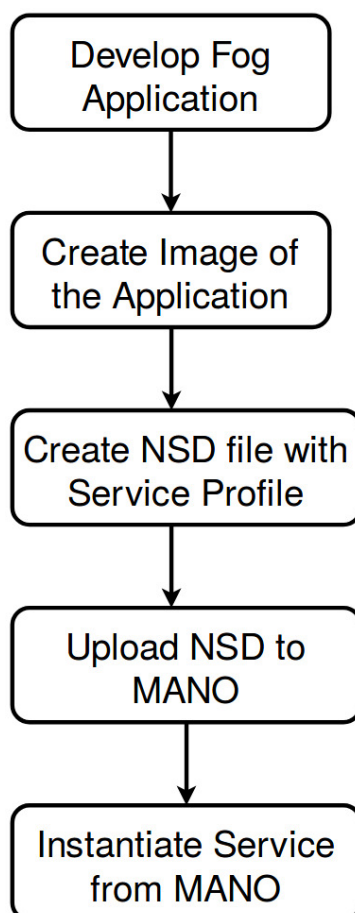 Develop Fog
Application
Create Image of
the Application
Create NSD file with
Service Profile
Upload NSD to
MANO
Instantiate Service
from MANO